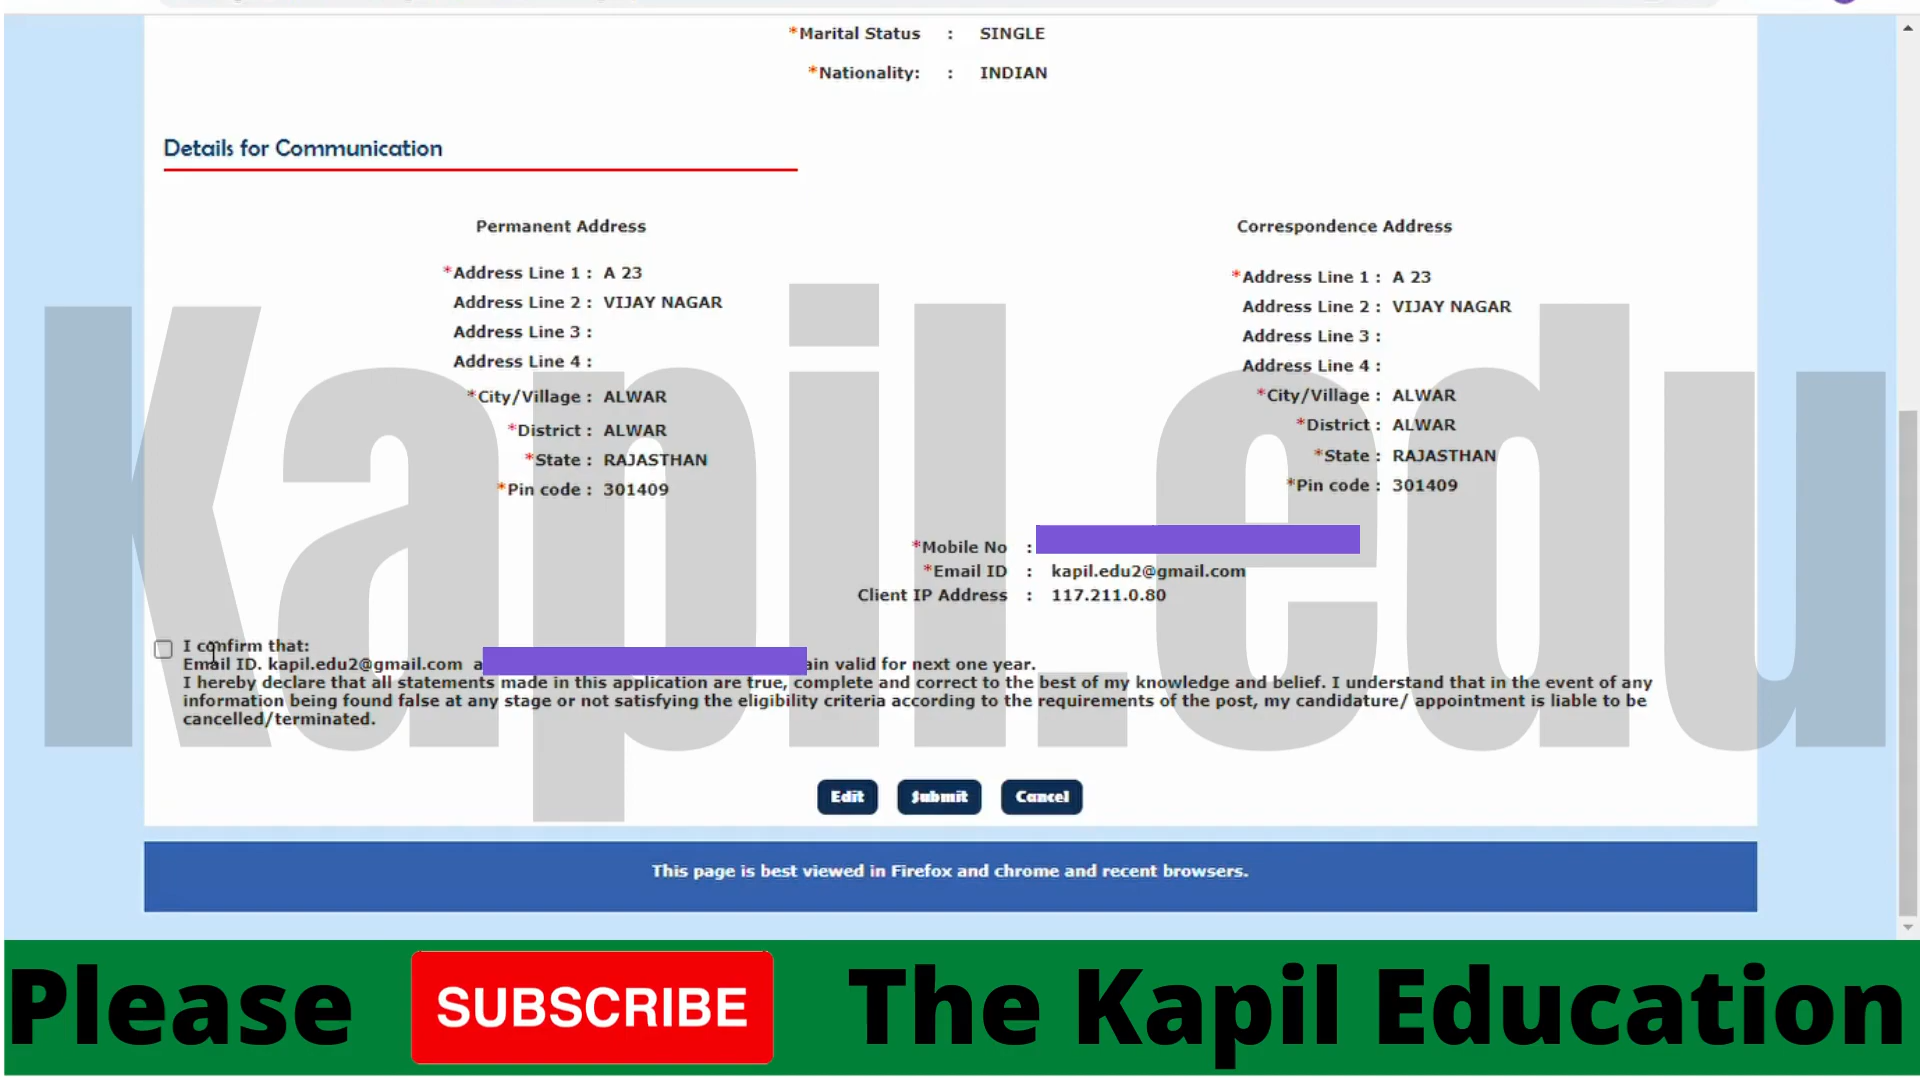 *Marital Status : SINGLE
*Nationality: : INDIAN
Details for Communication
Permanent Address
*Address Line 1 : A 23
Address Line 2 : VIJAY NAGAR
Address Line 3 :
Address Line 4 :
*City/Village : ALWAR
*District : ALWAR
*State : RAJASTHAN
*Pin code : 301409
Correspondence Address
*Address Line 1 : A 23
Address Line 2 : VIJAY NAGAR
Address Line 3 :
Address Line 4 :
*City/Village : ALWAR
*District : ALWAR
*State : RAJASTHAN
*Pin code : 301409
*Mobile No :
*Email ID : kapil.edu2@gmail.com
Client IP Address : 117.211.0.80
I confirm that:
Email ID. kapil.edu2@gmail.com valid for next one year.
I hereby declare that all statements made in this application are true, complete and correct to the best of my knowledge and belief. I understand that in the event of any
information being found false at any stage or not satisfying the eligibility criteria according to the requirements of the post, my candidature/ appointment is liable to be
cancelled/terminated.
Edit Submit Cancel
This page is best viewed in Firefox and chrome and recent browsers.
Kapil.edu
Please SUBSCRIBE The Kapil Education